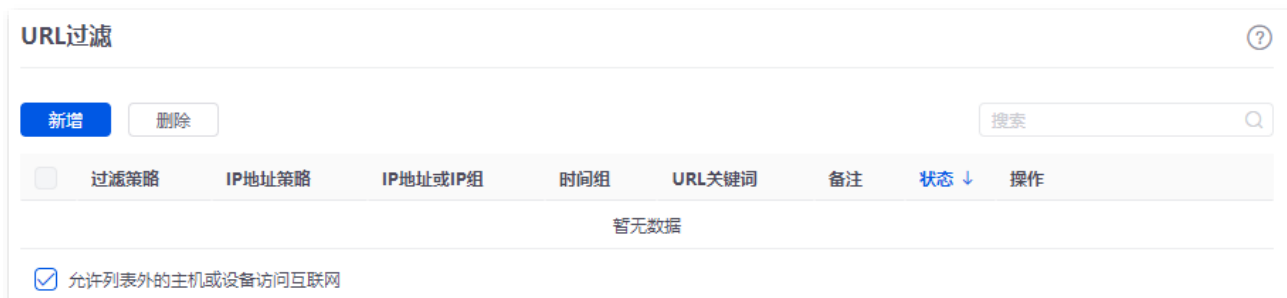 URL过滤
新增 删除 搜索
过滤策略 IP地址策略 IP地址或IP组 时间组 URL关键词 备注 状态 ↓ 操作
暂无数据
允许列表外的主机或设备访问互联网